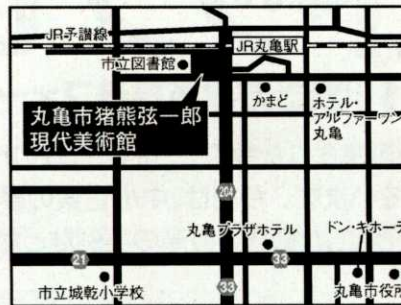 JR予讃線
JR丸亀駅
市立図書館
かまど
ホテル・
アルファーワン
丸亀
丸亀市猪熊弦一郎
現代美術館
204
丸亀プラザホテル
ドン・キホーテ
21
33
市立城乾小学校
33
丸亀市役所